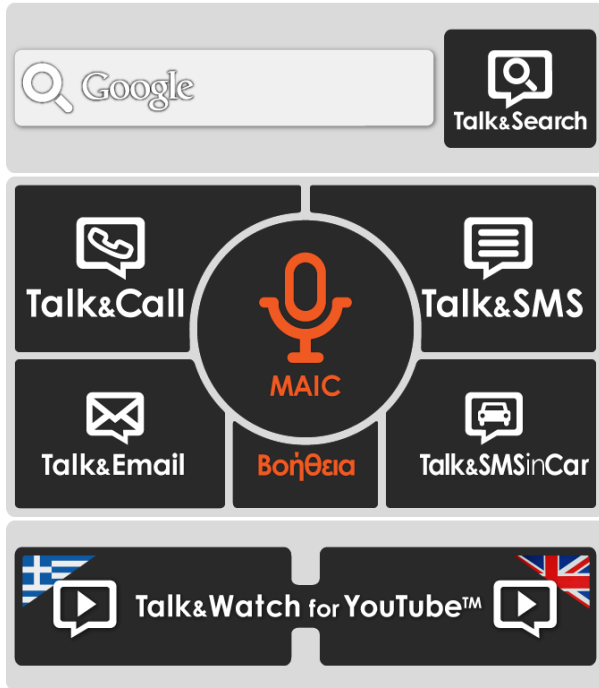 Google
Talk&Search
Talk&Call
Talk&SMS
MAIC
Talk&Email
Βοήθεια
Talk&SMSinCar
Talk&Watch for YouTube™